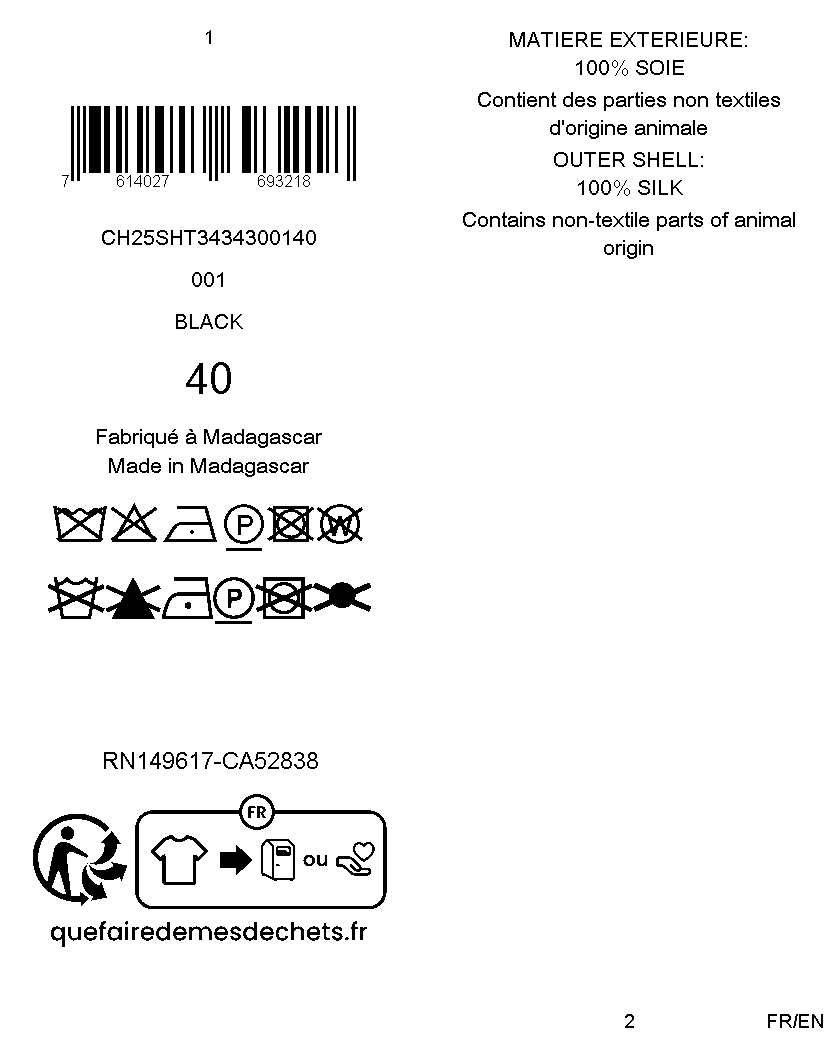 1
7 614027 693218
CH25SHT3434300140
001
BLACK
40
Fabriqué à Madagascar
Made in Madagascar
P W
P
RN149617-CA52838
FR
ou
quefairedemesdechets.fr
MATIERE EXTERIEURE:
100% SOIE
Contient des parties non textiles
d'origine animale
OUTER SHELL:
100% SILK
Contains non-textile parts of animal
origin
2
FR/EN